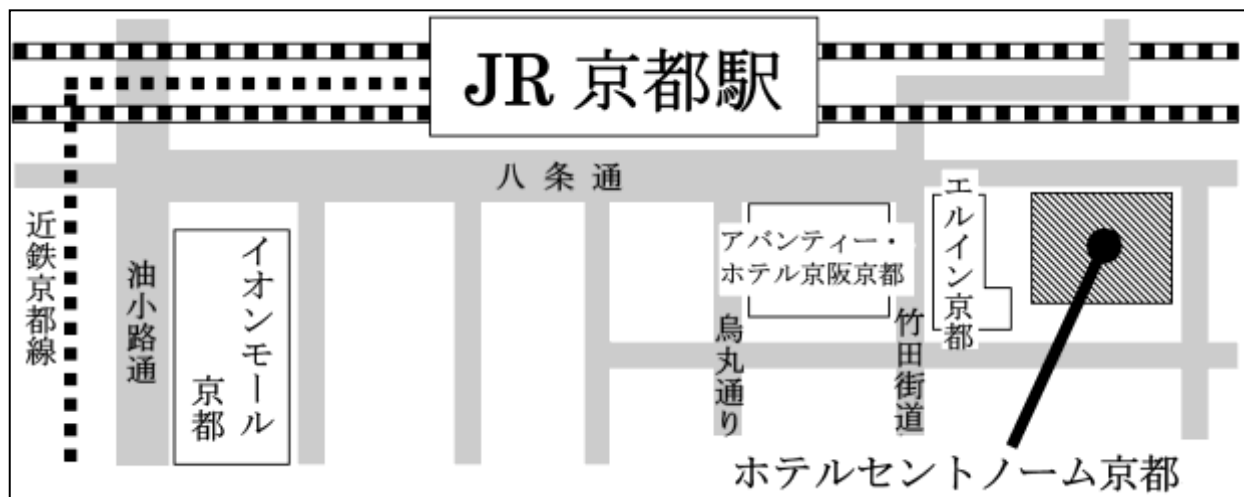 JR 京都駅
八条通
近鉄京都線
油小路通
イオンモール
京都
アバンティー・
ホテル京阪京都
烏丸通り
竹田街道
エルイン京都
ホテルセントノーム京都